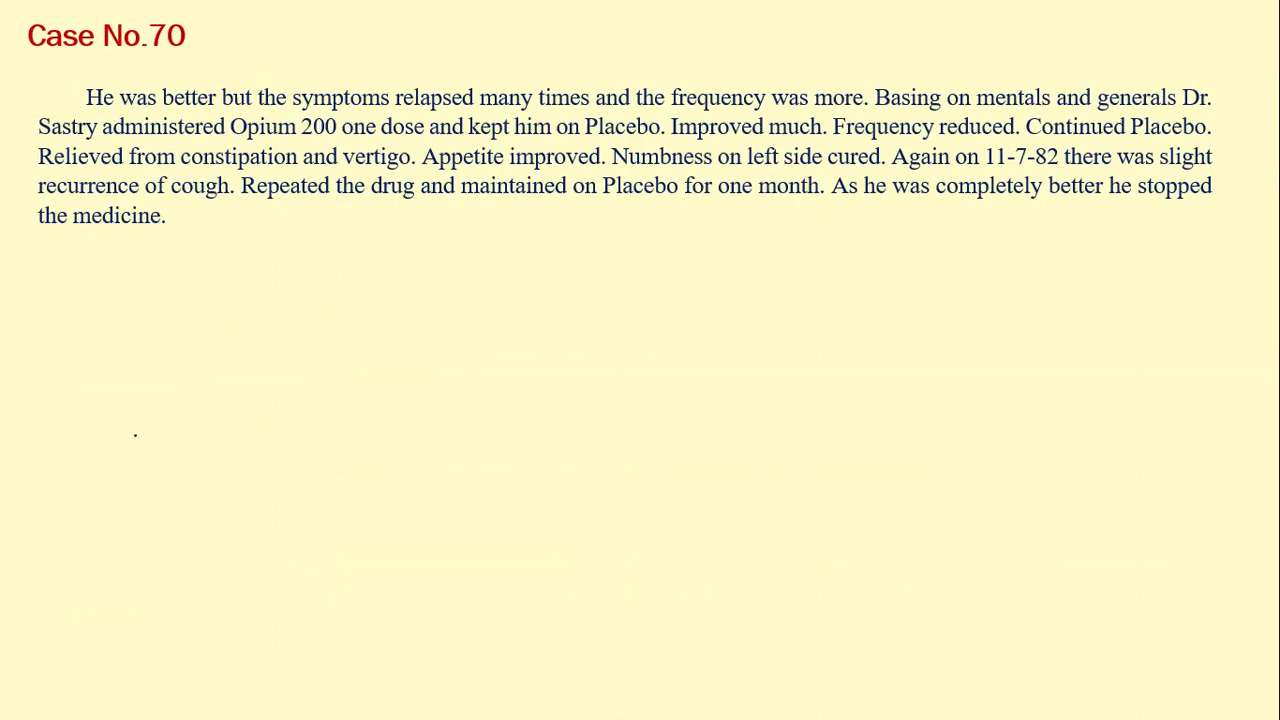 Case No.70
He was better but the symptoms relapsed many times and the frequency was more. Basing on mentals and generals Dr.
Sastry administered Opium 200 one dose and kept him on Placebo. Improved much. Frequency reduced. Continued Placebo.
Relieved from constipation and vertigo. Appetite improved. Numbness on left side cured. Again on 11-7-82 there was slight
recurrence of cough. Repeated the drug and maintained on Placebo for one month. As he was completely better he stopped
the medicine.